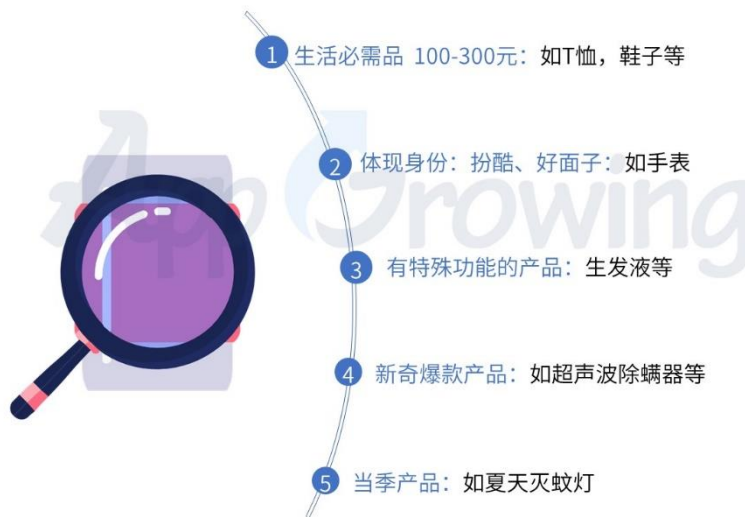 1 生活必需品 100-300元：如T恤，鞋子等
2 体现身份：扮酷、好面子：如手表
App Growing
3 有特殊功能的产品：生发液等
4 新奇爆款产品：如超声波除螨器等
5 当季产品：如夏天灭蚊灯